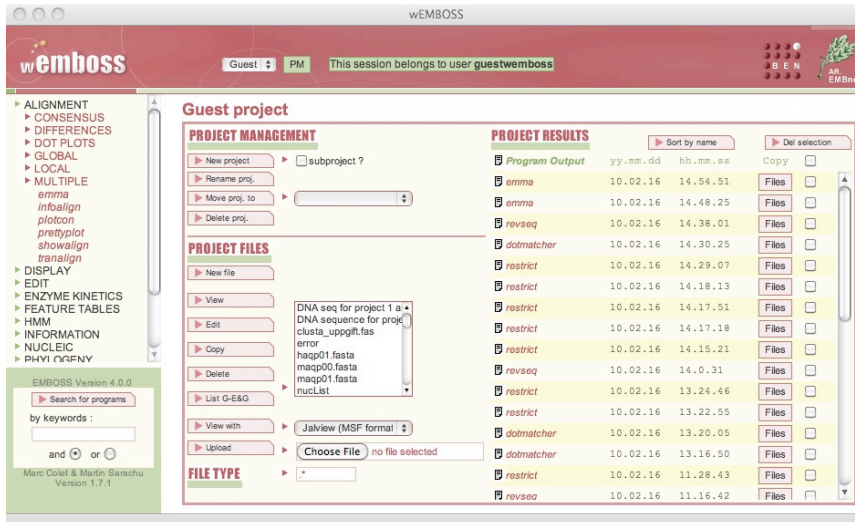 wEMBOSS
wemboss
Guest
PM
This session belongs to user guestwemboss
BEN
AR.
EMBne
ALIGNMENT
CONSENSUS
DIFFERENCES
DOT PLOTS
GLOBAL
LOCAL
MULTIPLE
emma
infoalign
plotcon
prettyplot
showalign
tranalign
DISPLAY
EDIT
ENZYME KINETICS
FEATURE TABLES
HMM
INFORMATION
NUCLEIC
PHYLOGENY
EMBOSS Version 4.0.0
Search for programs
by keywords :
and or
Marc Colet & Martin Sarachu
Version 1.7.1
Guest project
PROJECT MANAGEMENT
New project subproject ?
Rename proj.
Move proj. to
Delete proj.
PROJECT FILES
New file
View
Edit
Copy
Delete
List G-E&G
DNA seq for project 1 a
DNA sequence for proje
clusta_uppgift.fas
error
haqp01.fasta
maqp00.fasta
maqp01.fasta
nucList
View with Jalview (MSF format
Upload Choose File no file selected
FILE TYPE .*
PROJECT RESULTS Sort by name Del selection
Program Output yy.mm.dd hh.mm.ss Copy
emma 10.02.16 14.54.51 Files
emma 10.02.16 14.48.25 Files
revseq 10.02.16 14.38.01 Files
dotmatcher 10.02.16 14.30.25 Files
restrict 10.02.16 14.29.07 Files
restrict 10.02.16 14.18.13 Files
restrict 10.02.16 14.17.51 Files
restrict 10.02.16 14.17.18 Files
restrict 10.02.16 14.15.21 Files
revseq 10.02.16 14.0.31 Files
restrict 10.02.16 13.24.46 Files
restrict 10.02.16 13.22.55 Files
dotmatcher 10.02.16 13.20.05 Files
dotmatcher 10.02.16 13.16.50 Files
restrict 10.02.16 11.28.43 Files
revseq 10.02.16 11.16.42 Files